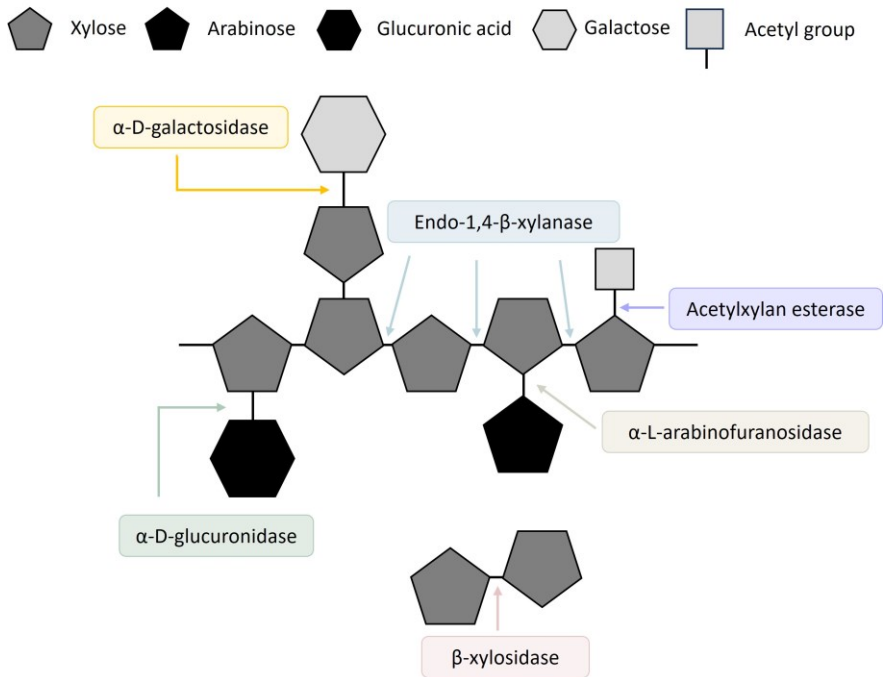 Xylose Arabinose Glucuronic acid Galactose Acetyl group
α-D-galactosidase
Endo-1,4-β-xylanase
Acetylxylan esterase
α-L-arabinofuranosidase
α-D-glucuronidase
β-xylosidase